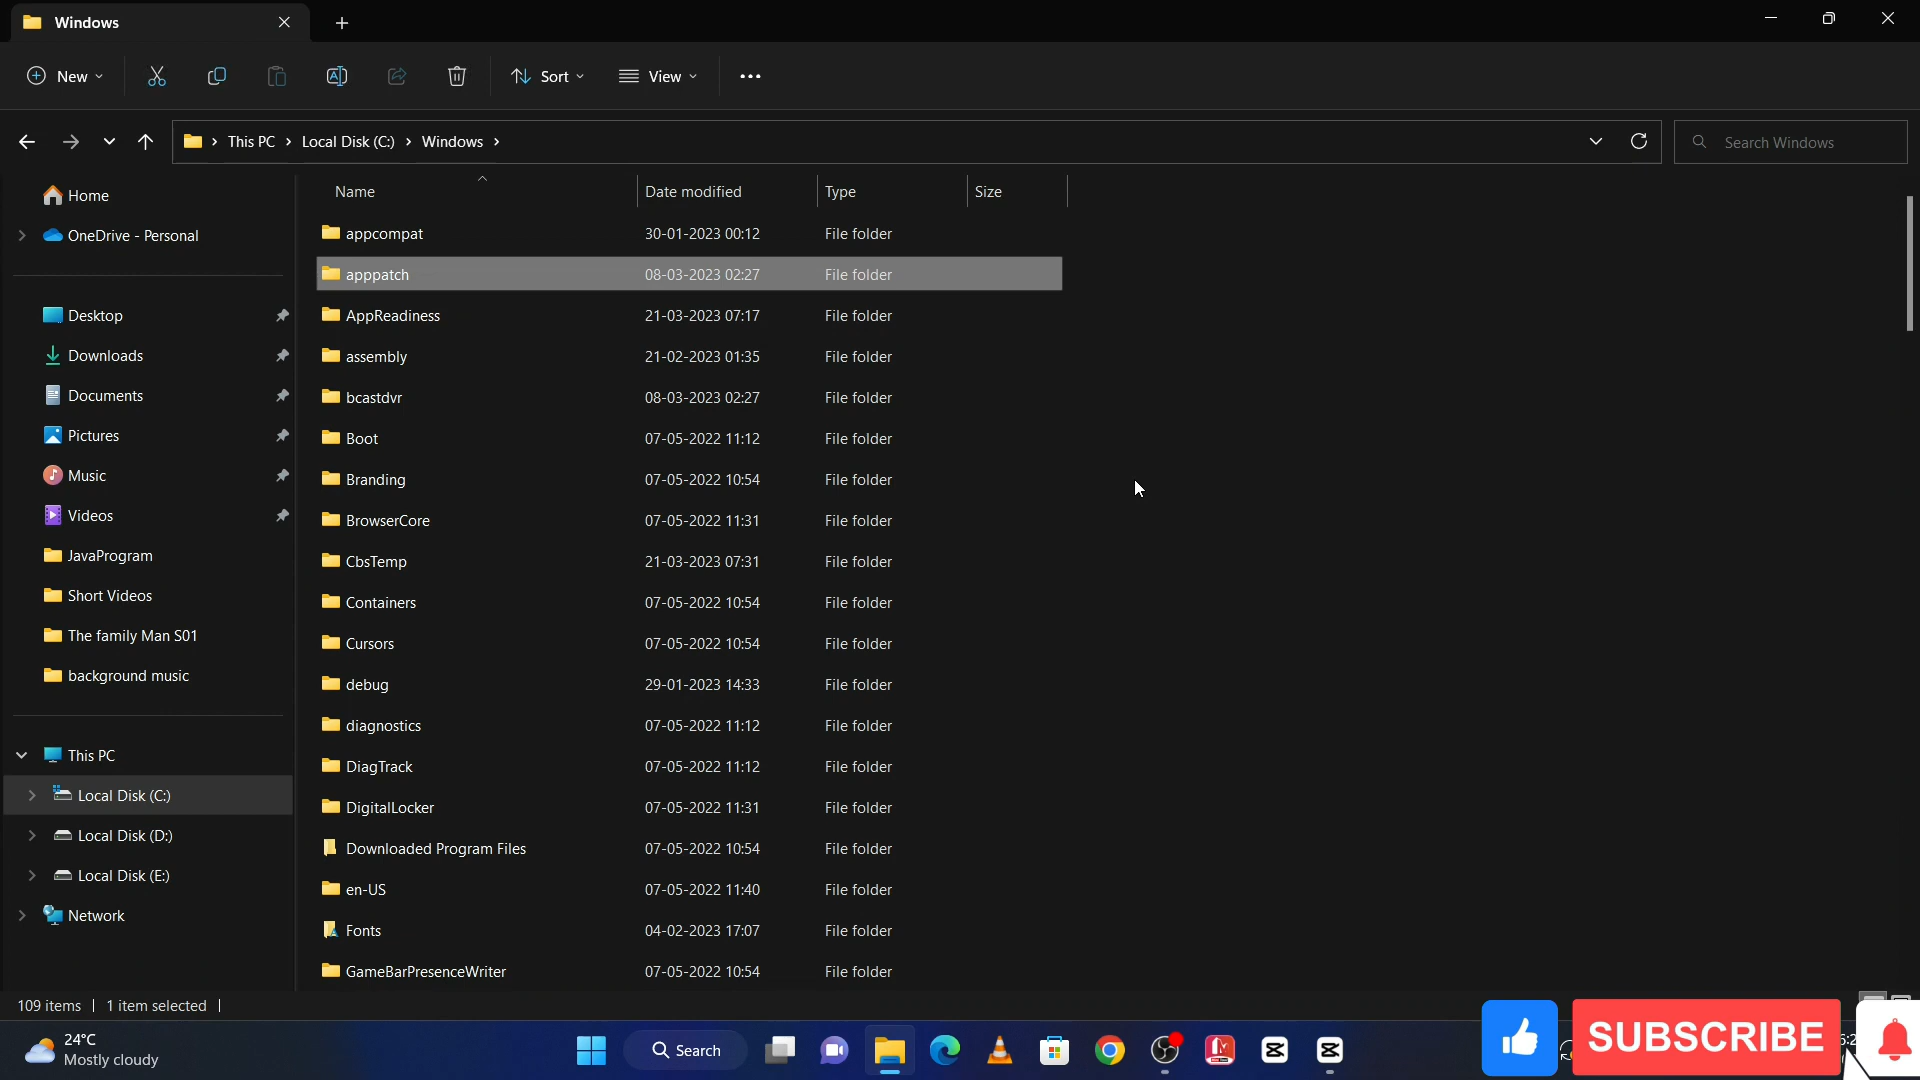 Windows
New
Sort
View
This PC
Local Disk (C:)
Windows
Search Windows
Home
OneDrive - Personal
Desktop
Downloads
Documents
Pictures
Music
Videos
JavaProgram
Short Videos
The family Man S01
background music
This PC
Local Disk (C:)
Local Disk (D:)
Local Disk (E:)
Network
Name Date modified Type Size
appcompat 30-01-2023 00:12 File folder
apppatch 08-03-2023 02:27 File folder
AppReadiness 21-03-2023 07:17 File folder
assembly 21-02-2023 01:35 File folder
bcastdvr 08-03-2023 02:27 File folder
Boot 07-05-2022 11:12 File folder
Branding 07-05-2022 10:54 File folder
BrowserCore 07-05-2022 11:31 File folder
CbsTemp 21-03-2023 07:31 File folder
Containers 07-05-2022 10:54 File folder
Cursors 07-05-2022 10:54 File folder
debug 29-01-2023 14:33 File folder
diagnostics 07-05-2022 11:12 File folder
DiagTrack 07-05-2022 11:12 File folder
DigitalLocker 07-05-2022 11:31 File folder
Downloaded Program Files 07-05-2022 10:54 File folder
en-US 07-05-2022 11:40 File folder
Fonts 04-02-2023 17:07 File folder
GameBarPresenceWriter 07-05-2022 10:54 File folder
109 items 1 item selected
24°C
Mostly cloudy
Search
SUBSCRIBE